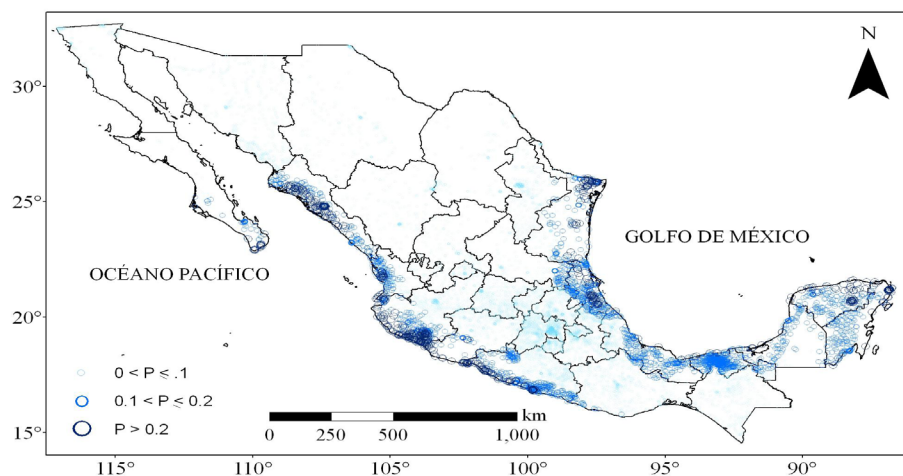 N
30°
25°
20°
15°
GOLFO DE MÉXICO
OCÉANO PACÍFICO
0 < P ≤ .1
0.1 < P ≤ 0.2
P > 0.2
km
0 250 500 1,000
115° 110° 105° 100° 95° 90°